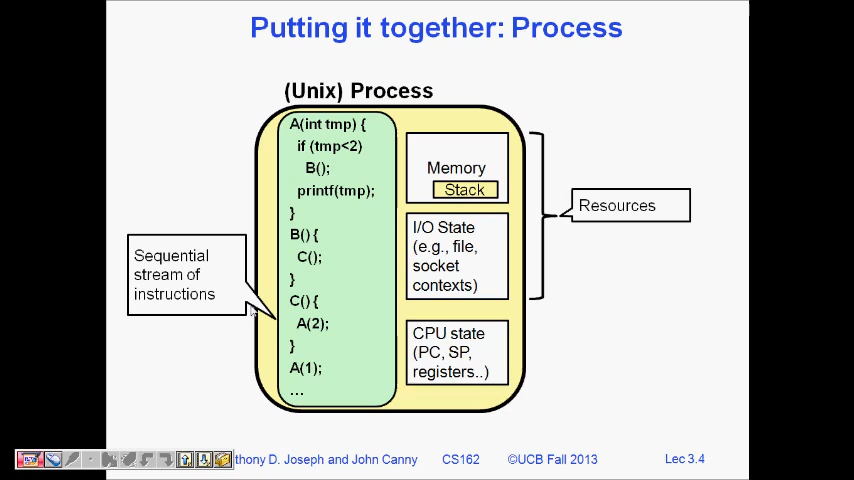 Putting it together: Process
(Unix) Process
A(int tmp) {
if (tmp<2)
B();
printf(tmp);
}
B() {
C();
}
C() {
A(2);
}
A(1);
…
Sequential
stream of
instructions
Memory
Stack
I/O State
(e.g., file,
socket
contexts)
CPU state
(PC, SP,
registers..)
Resources
thony D. Joseph and John Canny CS162 ©UCB Fall 2013 Lec 3.4